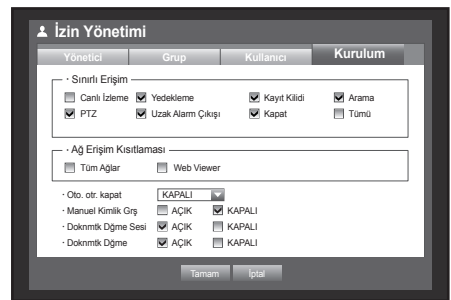 İzin Yönetimi
Yönetici Grup Kullanıcı Kurulum
· Sınırlı Erişim
Canlı İzleme Yedekleme Kayıt Kilidi Arama
PTZ Uzak Alarm Çıkışı Kapat Tümü
· Ağ Erişim Kısıtlaması
Tüm Ağlar Web Viewer
· Oto. otr. kapat KAPALI
· Manuel Kimlik Grş AÇIK KAPALI
· Doknmtk Dğme Sesi AÇIK KAPALI
· Doknmtk Dğme AÇIK KAPALI
Tamam İptal